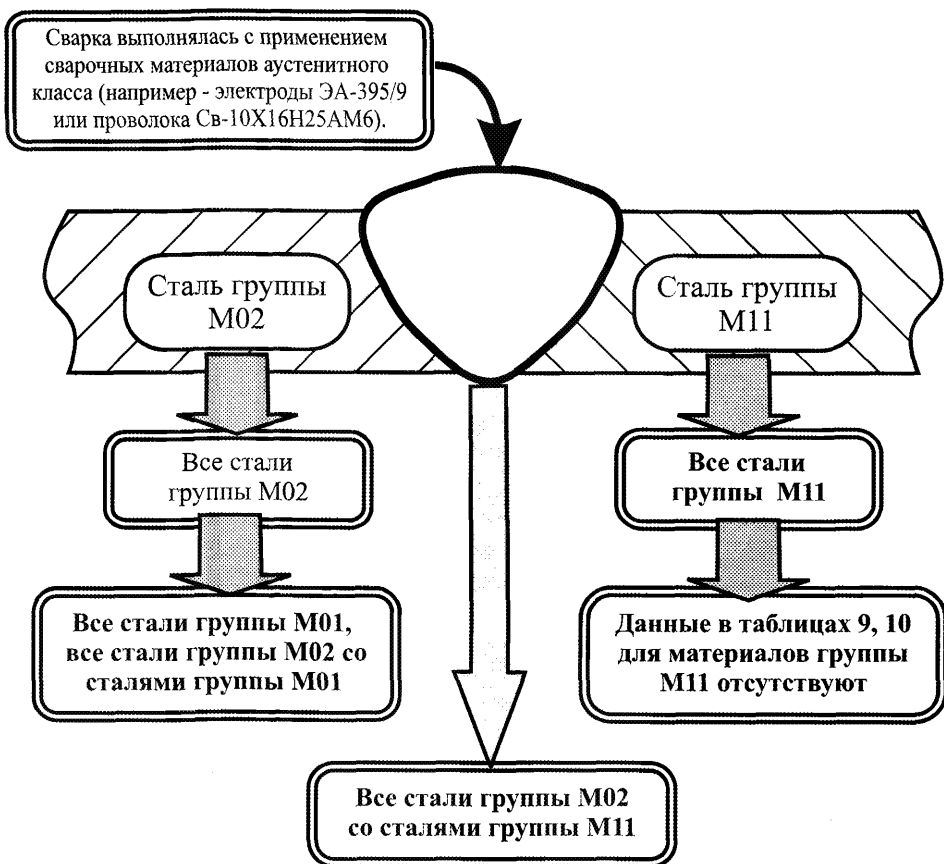 Сварка выполнялась с применением
сварочных материалов аустенитного
класса (например - электроды ЭА-395/9
или проволока Св-10Х16Н25АМ6).
Сталь группы
М02
Сталь группы
М11
Все стали
группы М02
Все стали
группы М11
Все стали группы М01,
все стали группы М02 со
сталями группы М01
Данные в таблицах 9, 10
для материалов группы
М11 отсутствуют
Все стали группы М02
со сталями группы М11